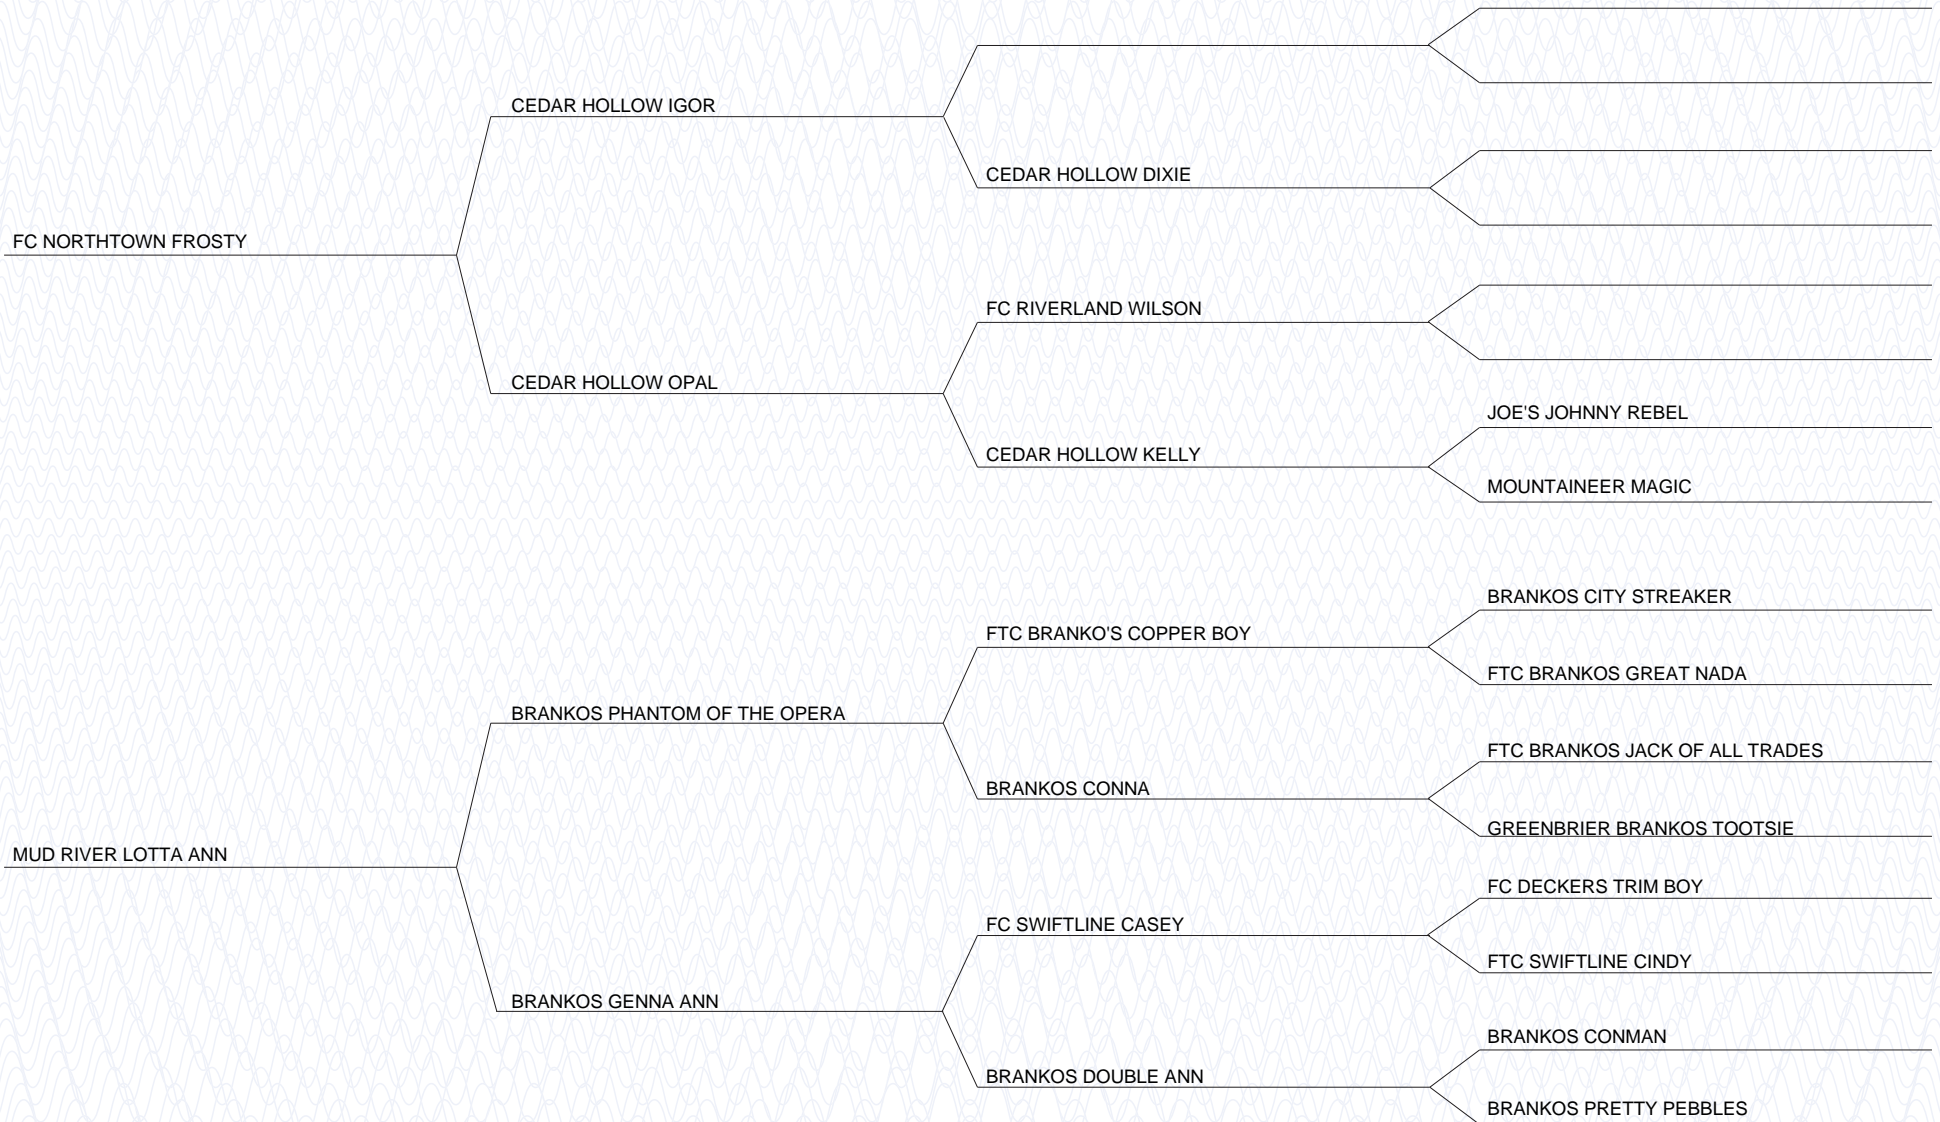 CEDAR HOLLOW IGOR
CEDAR HOLLOW DIXIE
FC NORTHTOWN FROSTY
FC RIVERLAND WILSON
CEDAR HOLLOW OPAL
JOE'S JOHNNY REBEL
CEDAR HOLLOW KELLY
MOUNTAINEER MAGIC
BRANKOS CITY STREAKER
FTC BRANKO'S COPPER BOY
FTC BRANKOS GREAT NADA
BRANKOS PHANTOM OF THE OPERA
FTC BRANKOS JACK OF ALL TRADES
BRANKOS CONNA
GREENBRIER BRANKOS TOOTSIE
MUD RIVER LOTTA ANN
FC DECKERS TRIM BOY
FC SWIFTLINE CASEY
FTC SWIFTLINE CINDY
BRANKOS GENNA ANN
BRANKOS CONMAN
BRANKOS DOUBLE ANN
BRANKOS PRETTY PEBBLES